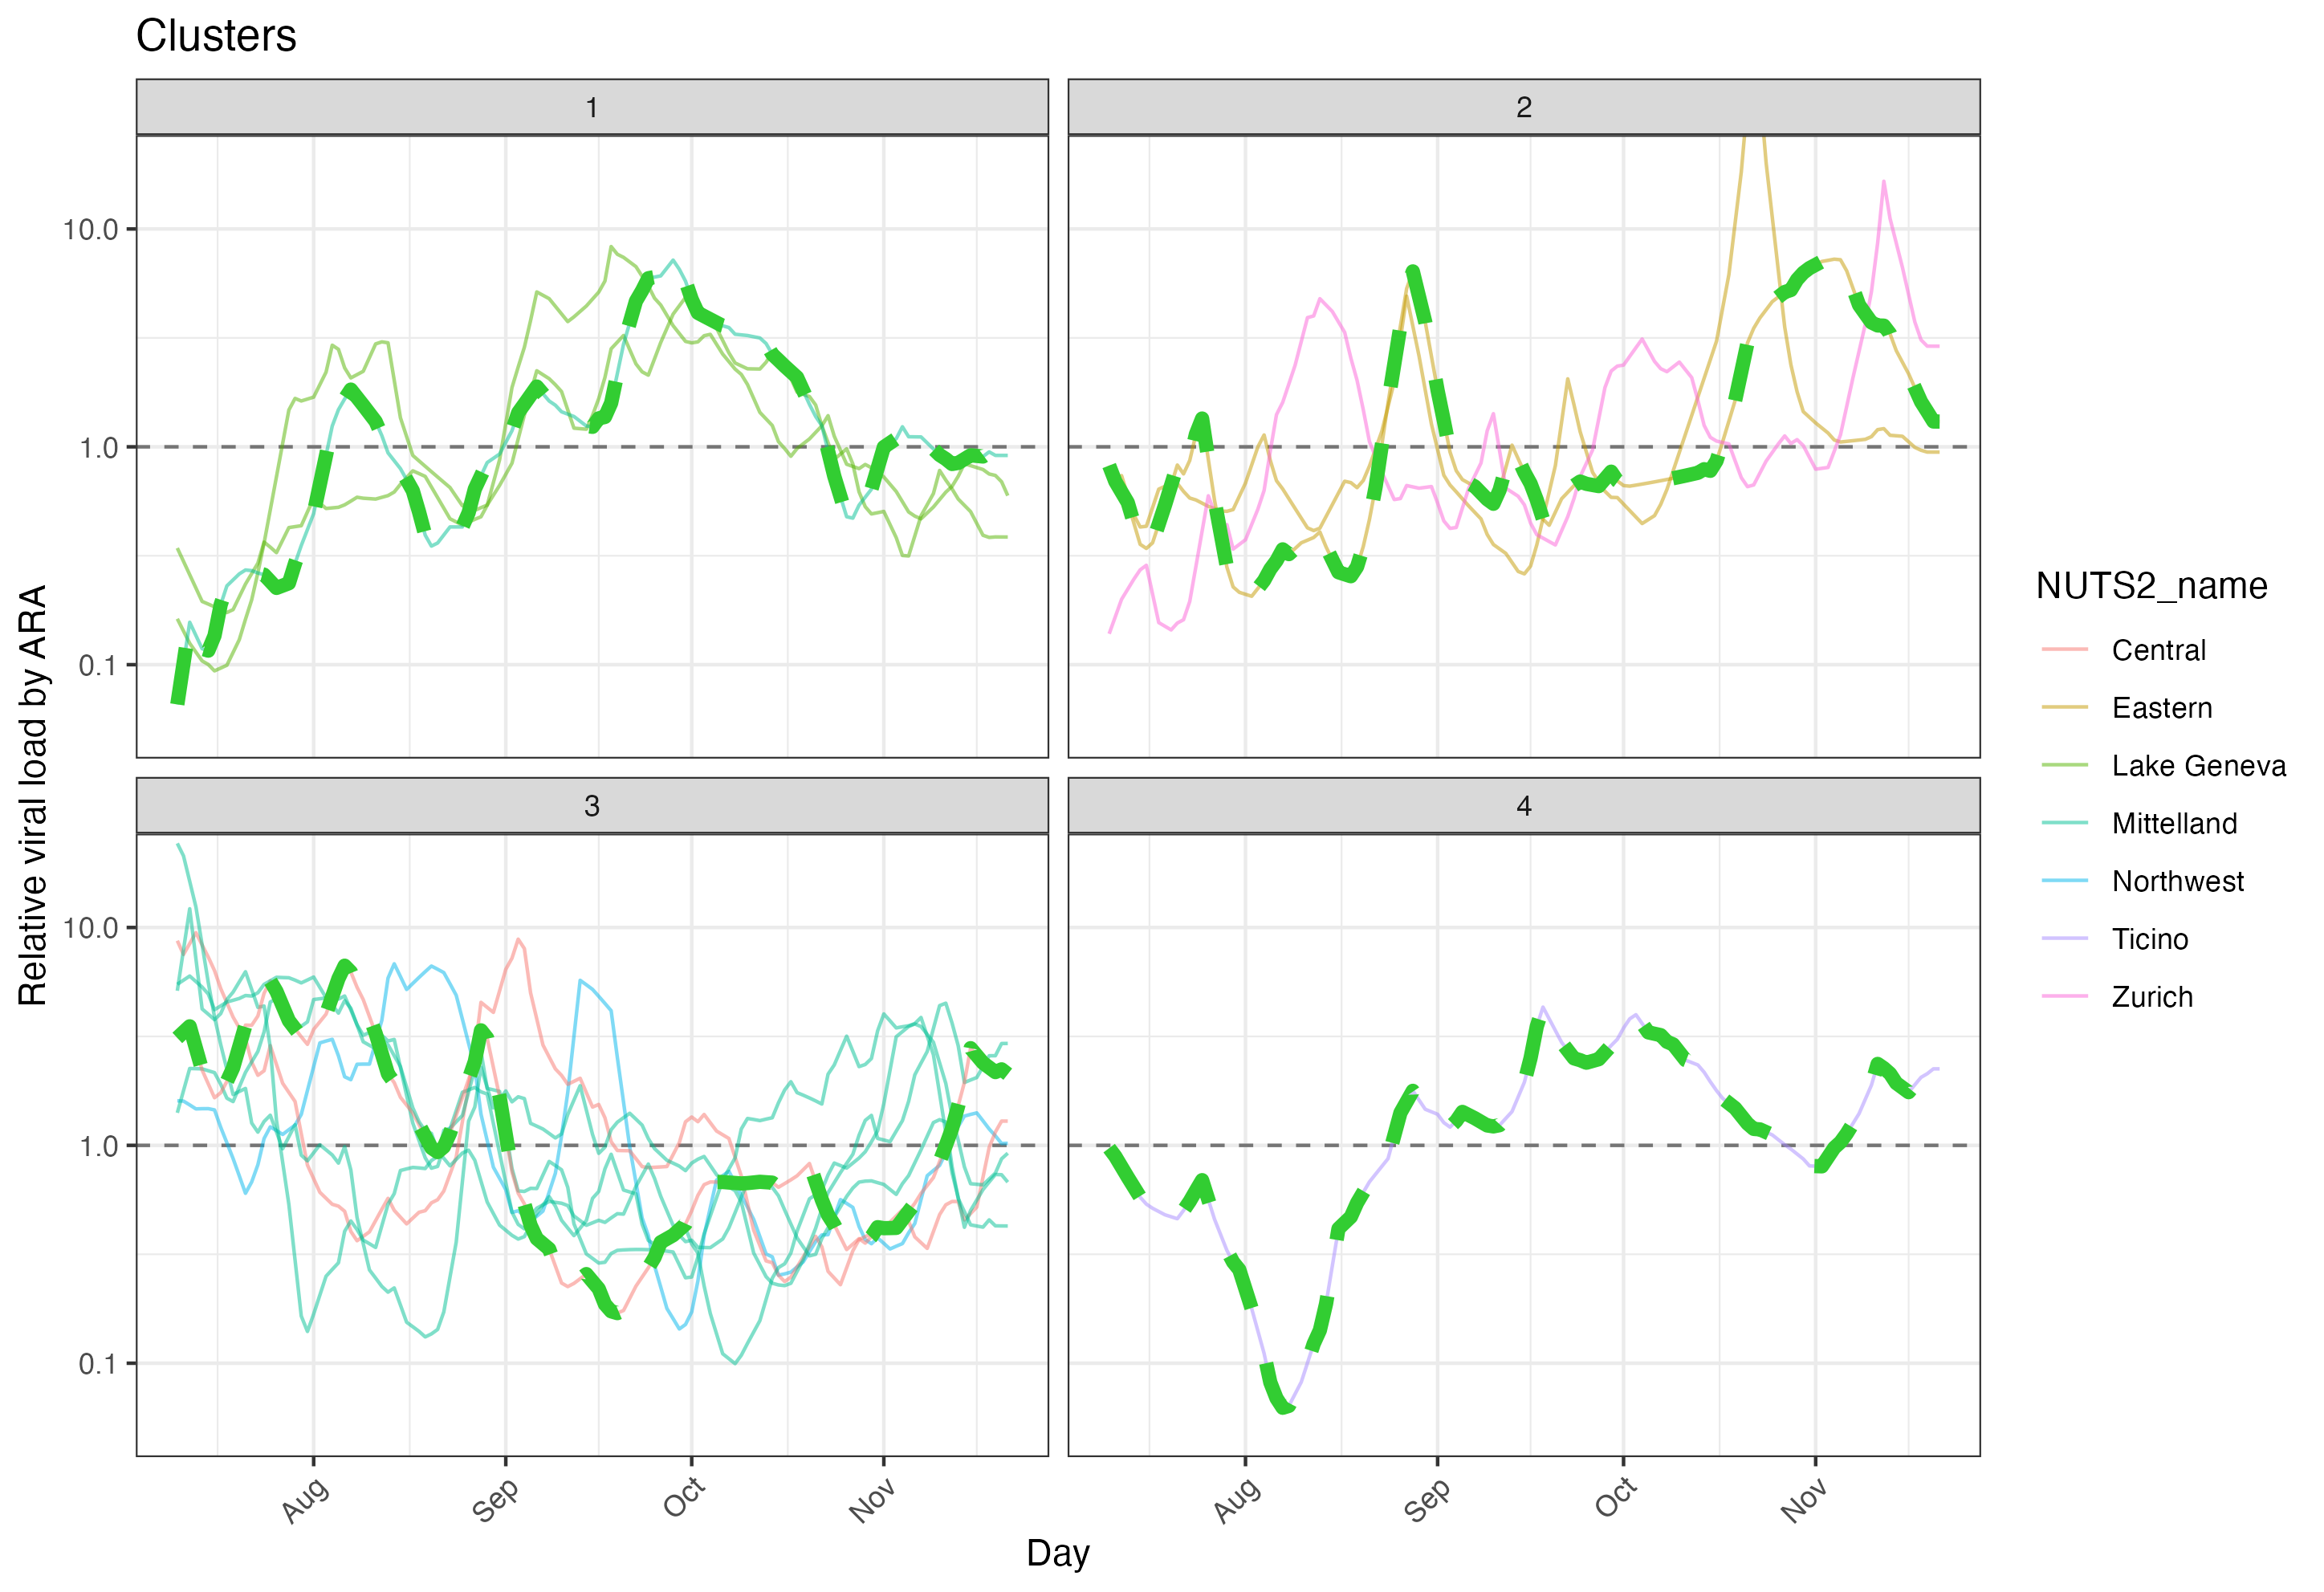 Clusters
1
2
10.0
1.0
0.1
3
4
10.0
1.0
0.1
Relative viral load by ARA
Aug
Sep
Oct
Nov
Aug
Sep
Oct
Nov
Day
NUTS2_name
Central
Eastern
Lake Geneva
Mittelland
Northwest
Ticino
Zurich